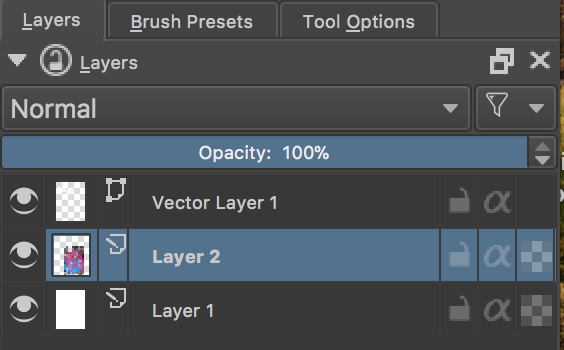 Layers
Brush Presets
Tool Options
Layers
Normal
Opacity: 100%
Vector Layer 1
α
Layer 2
α
Layer 1
α